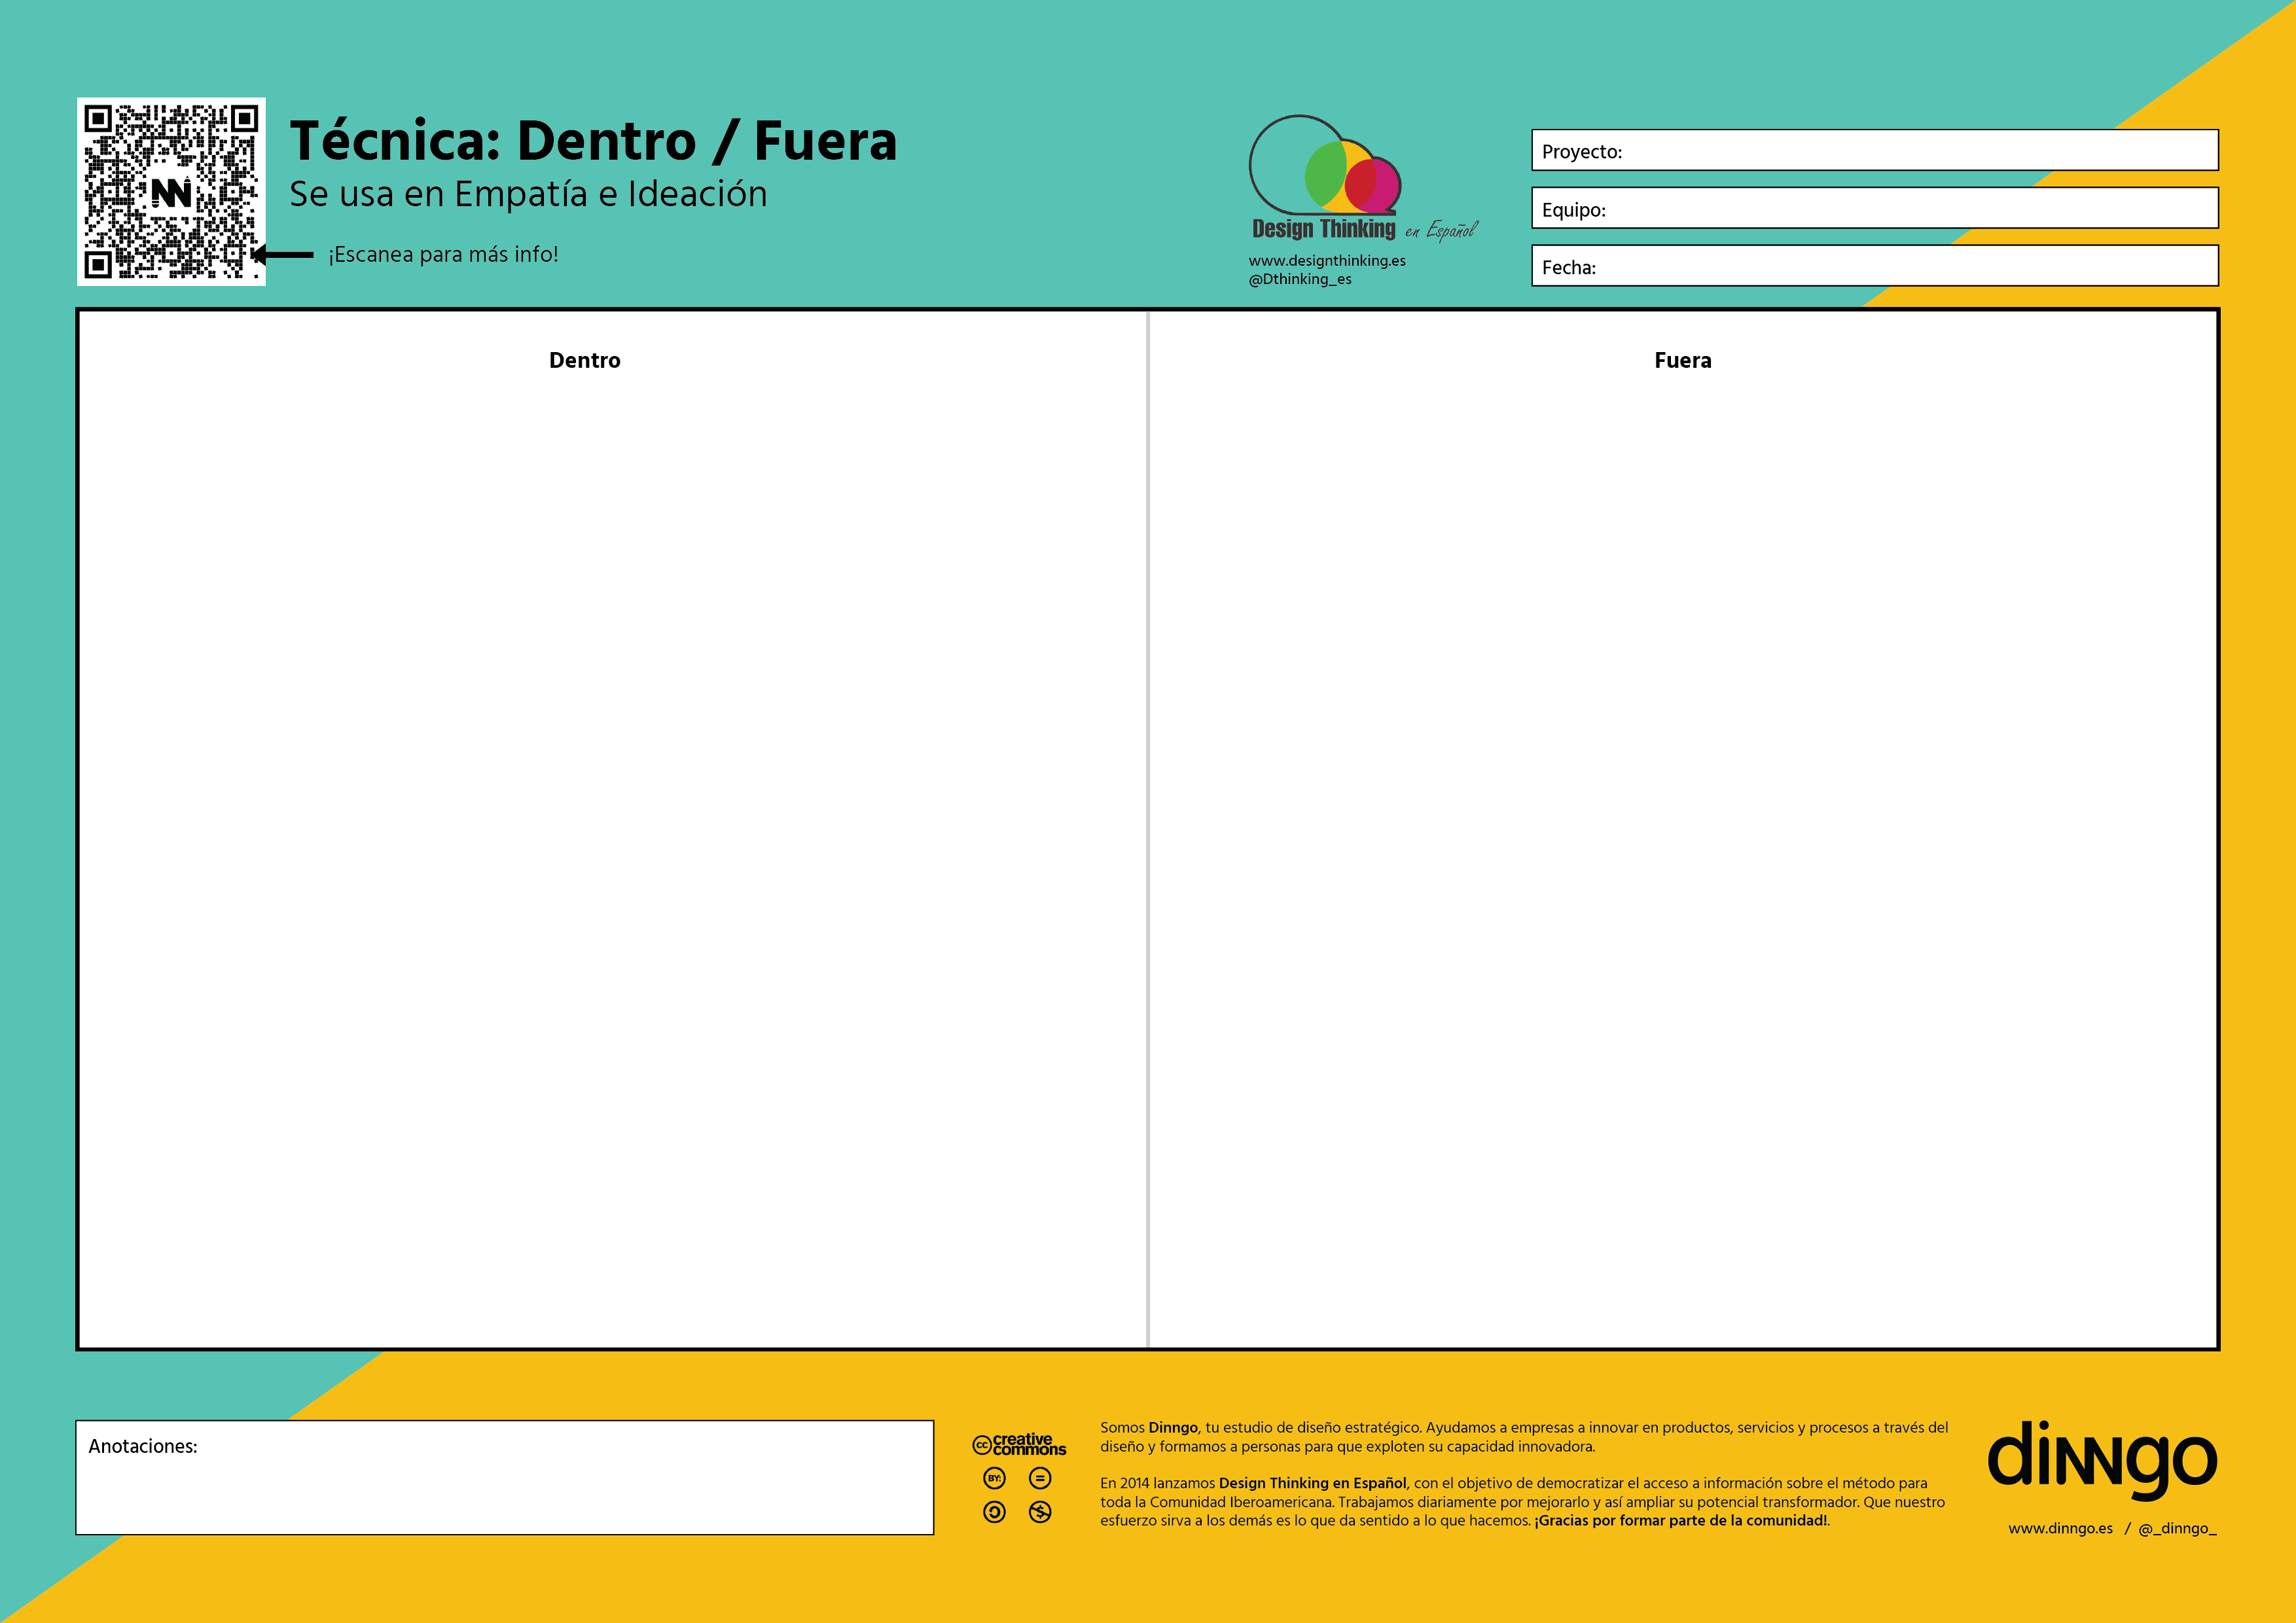 Técnica: Dentro / Fuera
Se usa en Empatía e Ideación
¡Escanea para más info!
Design Thinking en Español
www.designthinking.es
@Dthinking_es
Proyecto:
Equipo:
Fecha:
Dentro
Fuera
Anotaciones:
cc creative
commons
BY:
Somos Dinngo, tu estudio de diseño estratégico. Ayudamos a empresas a innovar en productos, servicios y procesos a través del
diseño y formamos a personas para que exploten su capacidad innovadora.
En 2014 lanzamos Design Thinking en Español, con el objetivo de democratizar el acceso a información sobre el método para
toda la Comunidad Iberoamericana. Trabajamos diariamente por mejorarlo y así ampliar su potencial transformador. Que nuestro
esfuerzo sirva a los demás es lo que da sentido a lo que hacemos. ¡Gracias por formar parte de la comunidad!.
dinngo
www.dinngo.es / @_dinngo_